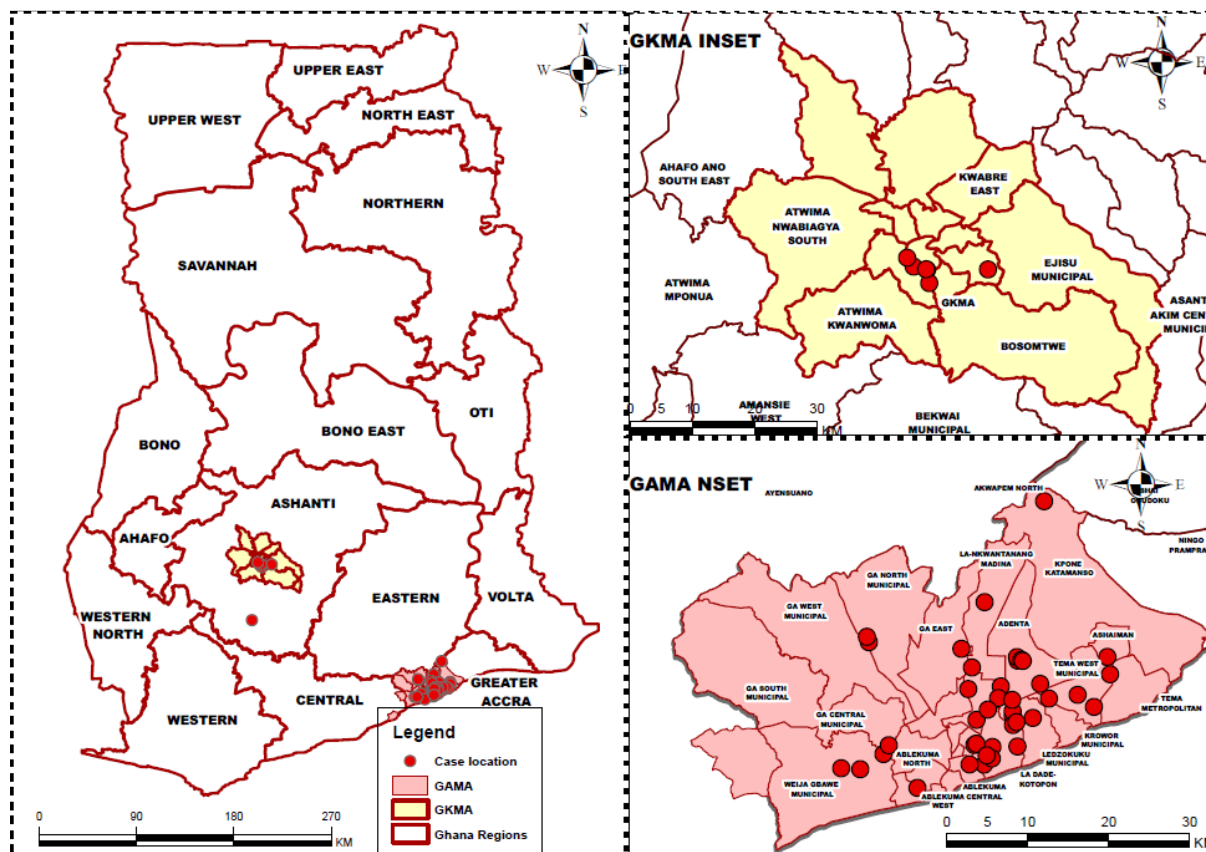 N
W
E
S
UPPER EAST
NORTH EAST
UPPER WEST
NORTHERN
SAVANNAH
OTI
BONO EAST
BONO
ASHANTI
AHAFO
EASTERN
VOLTA
WESTERN
NORTH
GREATER
ACCRA
CENTRAL
WESTERN
Legend
Case location
GAMA
GKMA
Ghana Regions
0 90 180 270
KM
GKMA INSET
N
W
E
S
AHAFO ANO
SOUTH EAST
KWABRE
EAST
ATWIMA
NWABIAGYA
SOUTH
EJISU
MUNICIPAL
ATWIMA
MPONUA
GKMA
ASANT
AKIM CEN
MUNICI
ATWIMA
KWANWOMA
BOSOMTWE
AMANSIE
WEST
BEKWAI
MUNICIPAL
0 10 20 30
KM
GAMA NSET
N
W
E
S
AYENSUANO
AKWAPEM NORTH
NINGO
PRAMPRA
LA-NKWANTANANG
MADINA
KPONE
KATAMANSO
GA NORTH
MUNICIPAL
GA WEST
MUNICIPAL
GA EAST
ADENTA
ASHAIMAN
TEMA WEST
MUNICIPAL
GA SOUTH
MUNICIPAL
TEMA
METROPOLITAN
GA CENTRAL
MUNICIPAL
KROWOR
MUNICIPAL
ABLEKUMA
NORTH
LEDZOKUKU
MUNICIPAL
WEIJA GBAWE
MUNICIPAL
LA DADE-
KOTOPON
ABLEKUMA
ABLEKUMA CENTRAL
WEST
0 5 10 20 30
KM